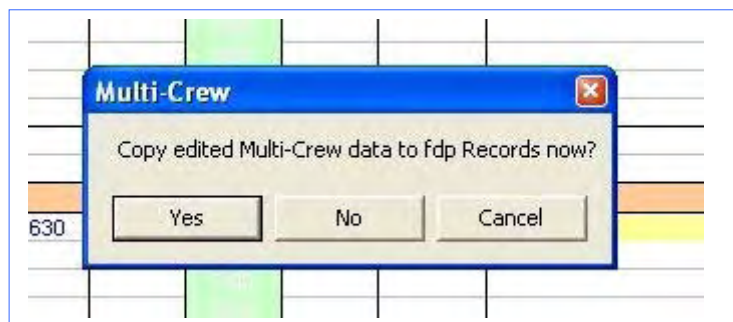 Multi-Crew
Copy edited Multi-Crew data to fdp Records now?
Yes No Cancel
630